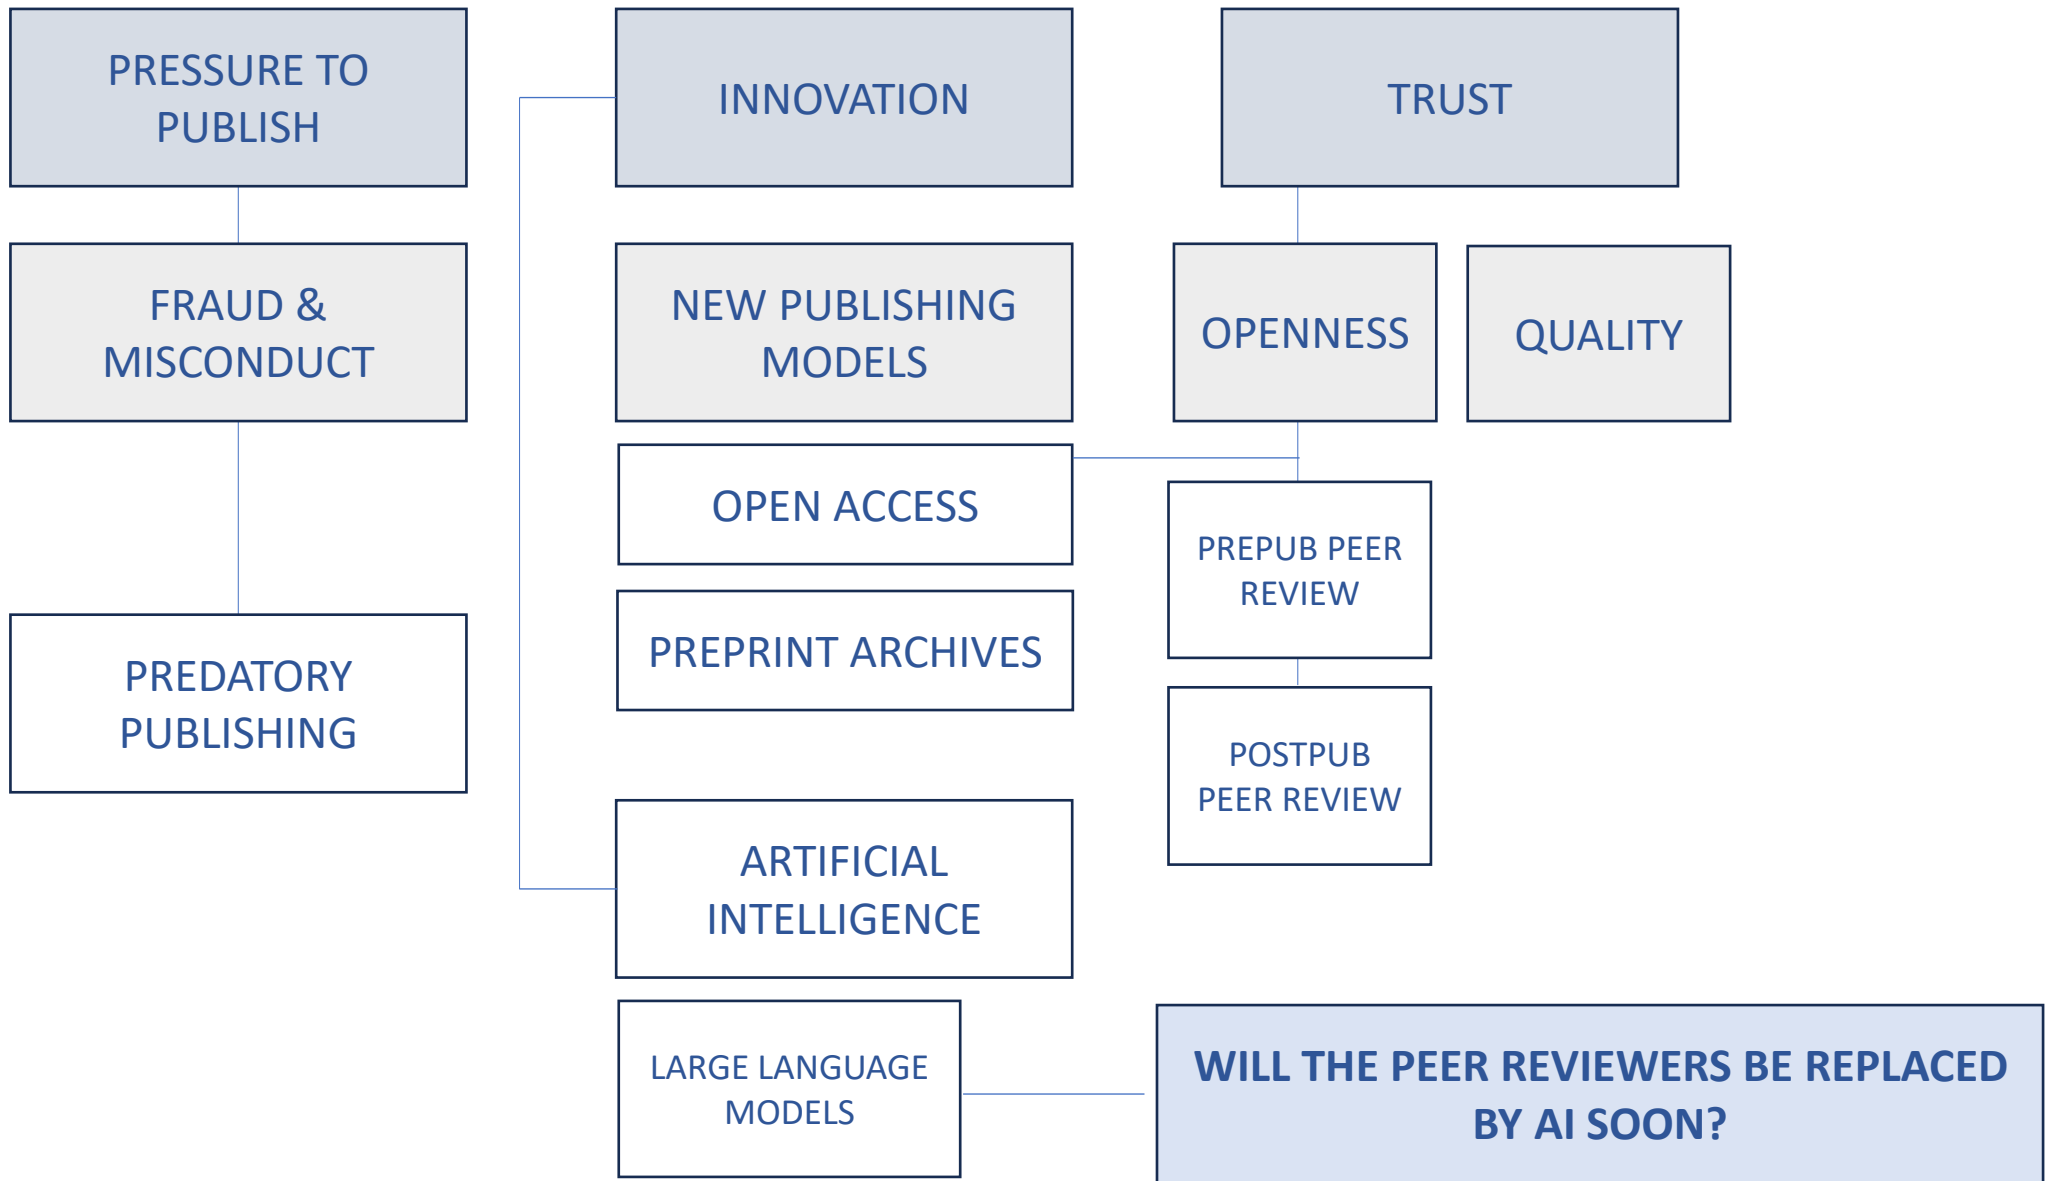 PRESSURE TO
PUBLISH
INNOVATION
TRUST
FRAUD &
MISCONDUCT
NEW PUBLISHING
MODELS
OPENNESS
QUALITY
OPEN ACCESS
PREPUB PEER
REVIEW
PREPRINT ARCHIVES
PREDATORY
PUBLISHING
POSTPUB
PEER REVIEW
ARTIFICIAL
INTELLIGENCE
LARGE LANGUAGE
MODELS
WILL THE PEER REVIEWERS BE REPLACED
BY AI SOON?